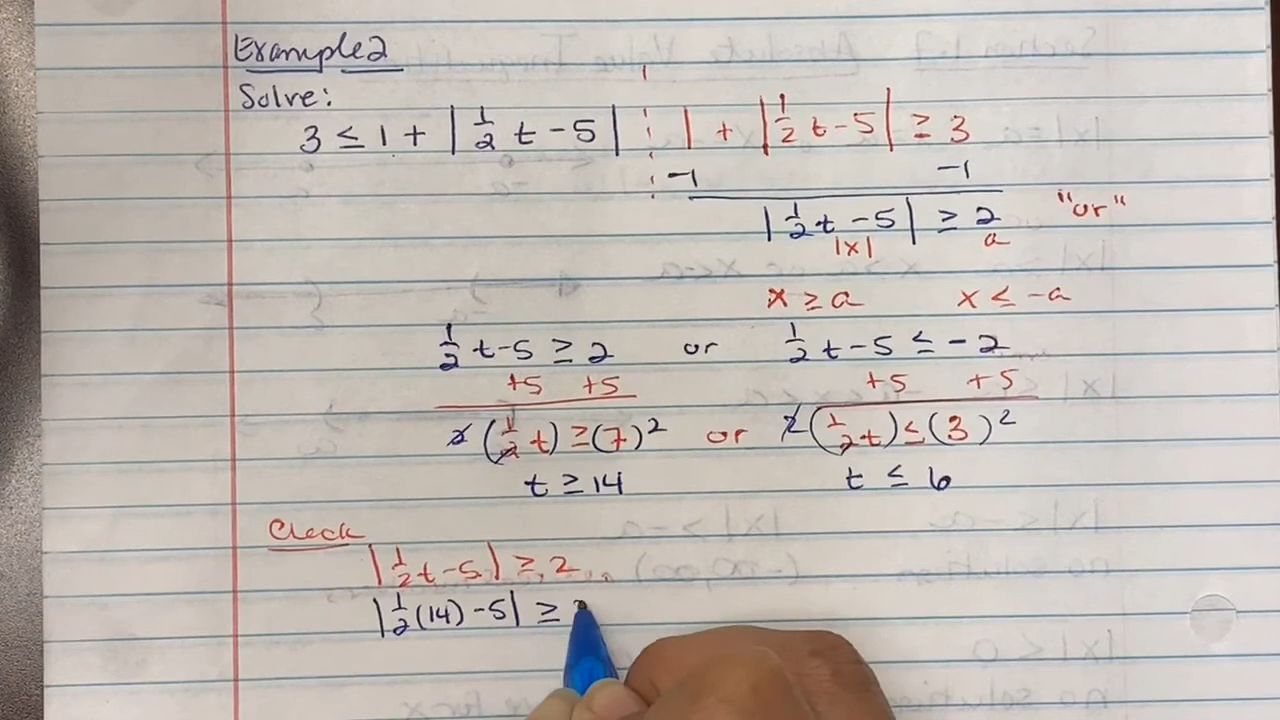 Example 2
Solve:
3 ≤ 1 + |1/2 t - 5| 1 + |1/2 t - 5| ≥ 3
-1 -1
|1/2 t - 5| ≥ 2 "or"
|x| a
x ≥ a x ≤ -a
1/2 t - 5 ≥ 2 or 1/2 t - 5 ≤ -2
+5 +5 +5 +5
2(1/2 t) ≥ (7)2 or 2(1/2 t) ≤ (3)2
t ≥ 14 t ≤ 6
Check
|1/2 t - 5| ≥ 2
|1/2 (14) - 5| ≥